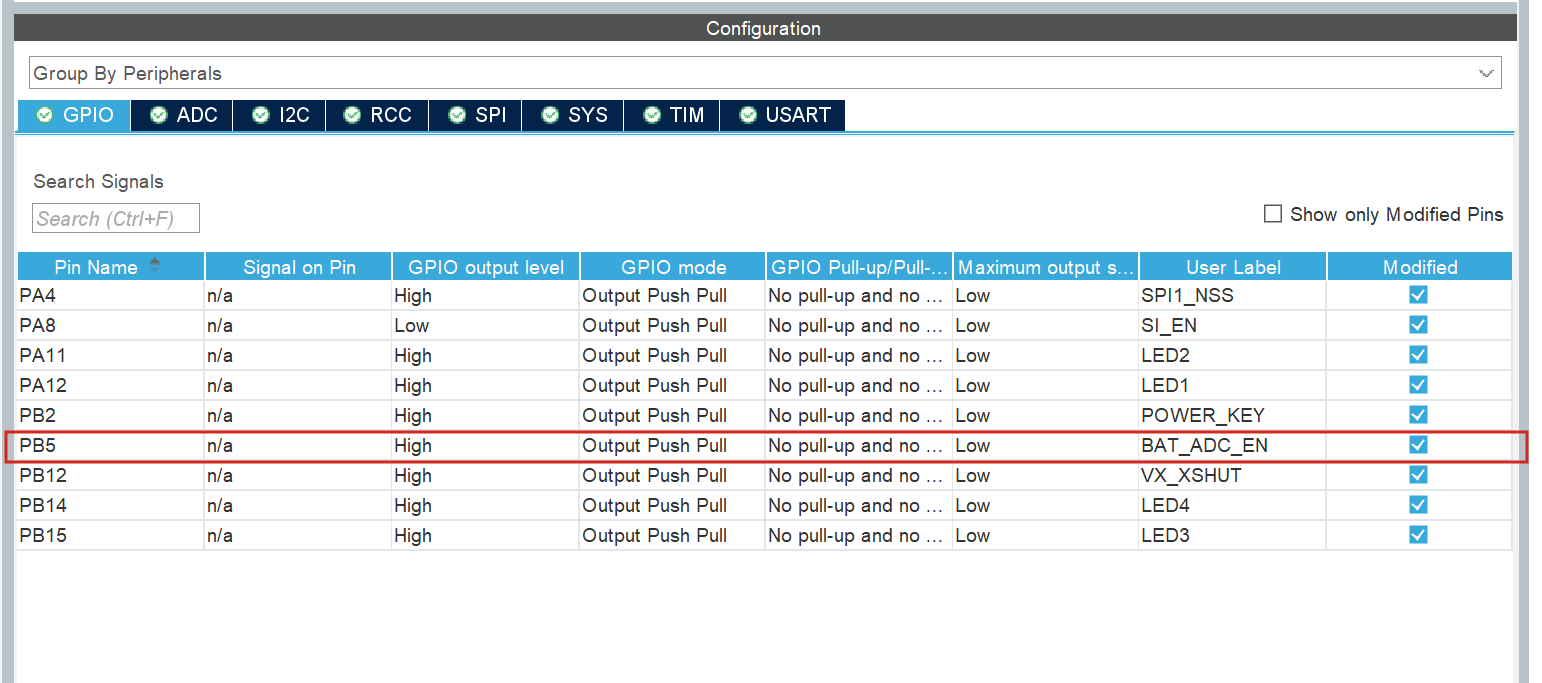 Configuration
Group By Peripherals
GPIO ADC I2C RCC SPI SYS TIM USART
Search Signals
Search (Ctrl+F)
Show only Modified Pins
Pin Name Signal on Pin GPIO output level GPIO mode GPIO Pull-up/Pull-... Maximum output s... User Label Modified
PA4 n/a High Output Push Pull No pull-up and no ... Low SPI1_NSS
PA8 n/a Low Output Push Pull No pull-up and no ... Low SI_EN
PA11 n/a High Output Push Pull No pull-up and no ... Low LED2
PA12 n/a High Output Push Pull No pull-up and no ... Low LED1
PB2 n/a High Output Push Pull No pull-up and no ... Low POWER_KEY
PB5 n/a High Output Push Pull No pull-up and no ... Low BAT_ADC_EN
PB12 n/a High Output Push Pull No pull-up and no ... Low VX_XSHUT
PB14 n/a High Output Push Pull No pull-up and no ... Low LED4
PB15 n/a High Output Push Pull No pull-up and no ... Low LED3